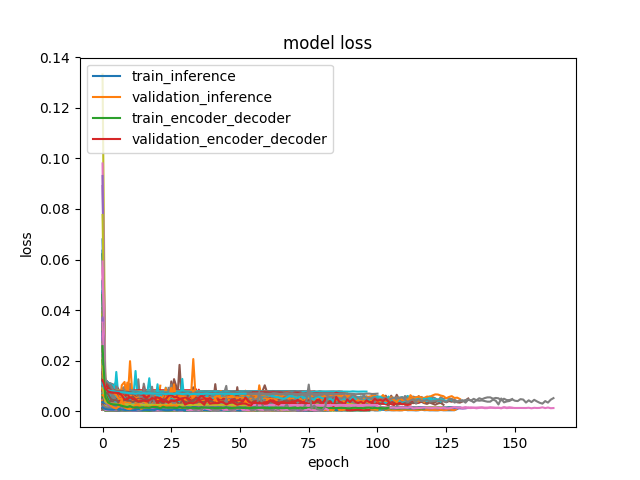 model loss
train_inference
validation_inference
train_encoder_decoder
validation_encoder_decoder
loss
0.14
0.12
0.10
0.08
0.06
0.04
0.02
0.00
0 25 50 75 100 125 150
epoch